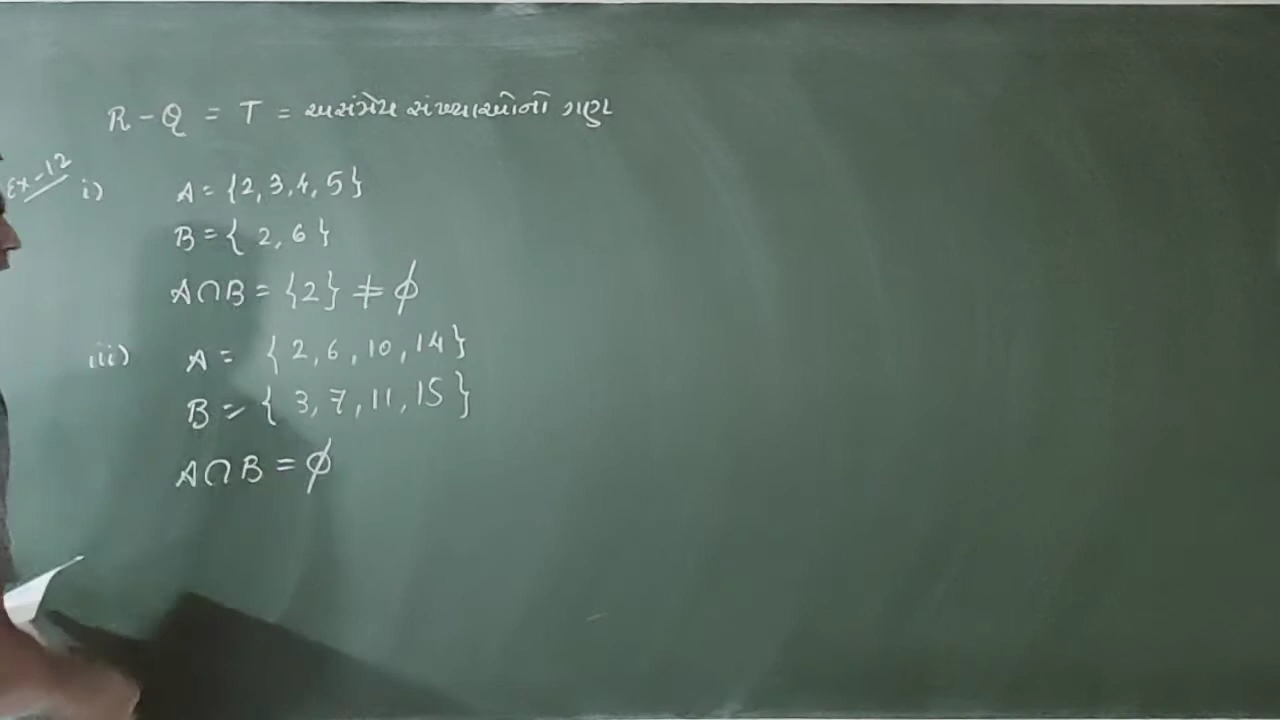 R - Q = T = અસંમેય સંખ્યાઓનો ગણ
Ex-12 i) A = {2, 3, 4, 5}
B = { 2, 6 }
A∩B = {2} ≠ ϕ
iii) A = { 2, 6, 10, 14}
B = { 3, 7, 11, 15 }
A∩B = ϕ